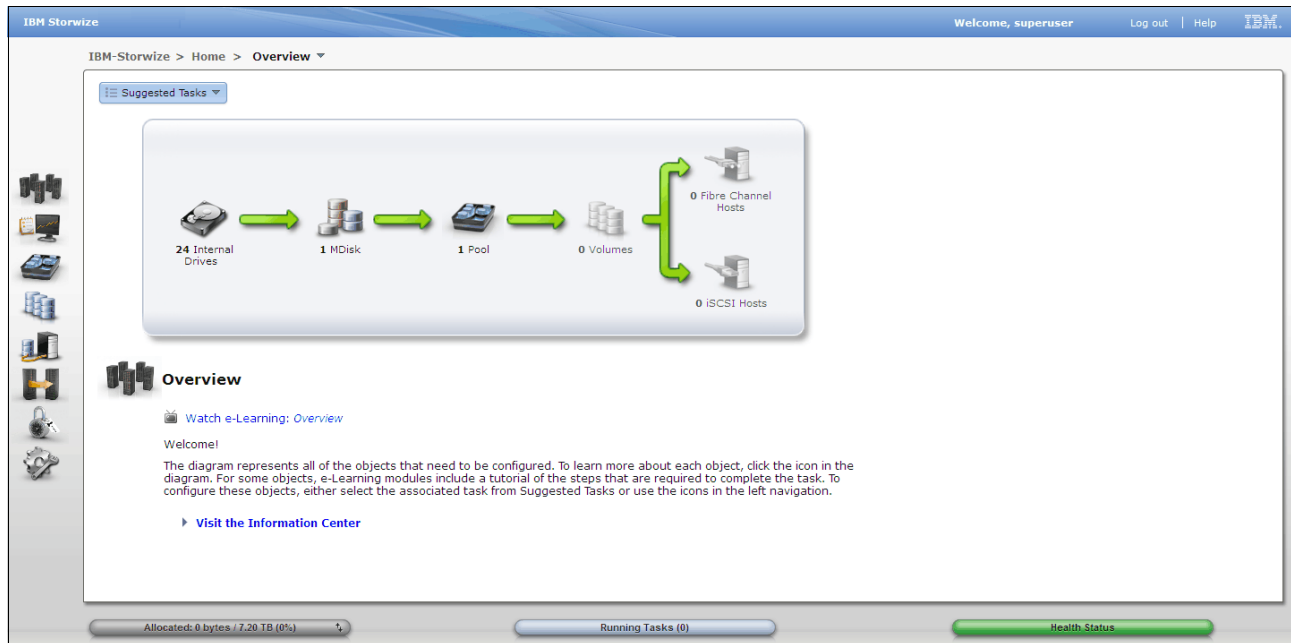 IBM Storwize
Welcome, superuser
Log out | Help
IBM.
IBM-Storwize > Home > Overview
Suggested Tasks
24 Internal
Drives
1 MDisk
1 Pool
0 Volumes
0 Fibre Channel
Hosts
0 iSCSI Hosts
Overview
Watch e-Learning: Overview
Welcome!
The diagram represents all of the objects that need to be configured. To learn more about each object, click the icon in the
diagram. For some objects, e-Learning modules include a tutorial of the steps that are required to complete the task. To
configure these objects, either select the associated task from Suggested Tasks or use the icons in the left navigation.
Visit the Information Center
Allocated: 0 bytes / 7.20 TB (0%)
Running Tasks (0)
Health Status